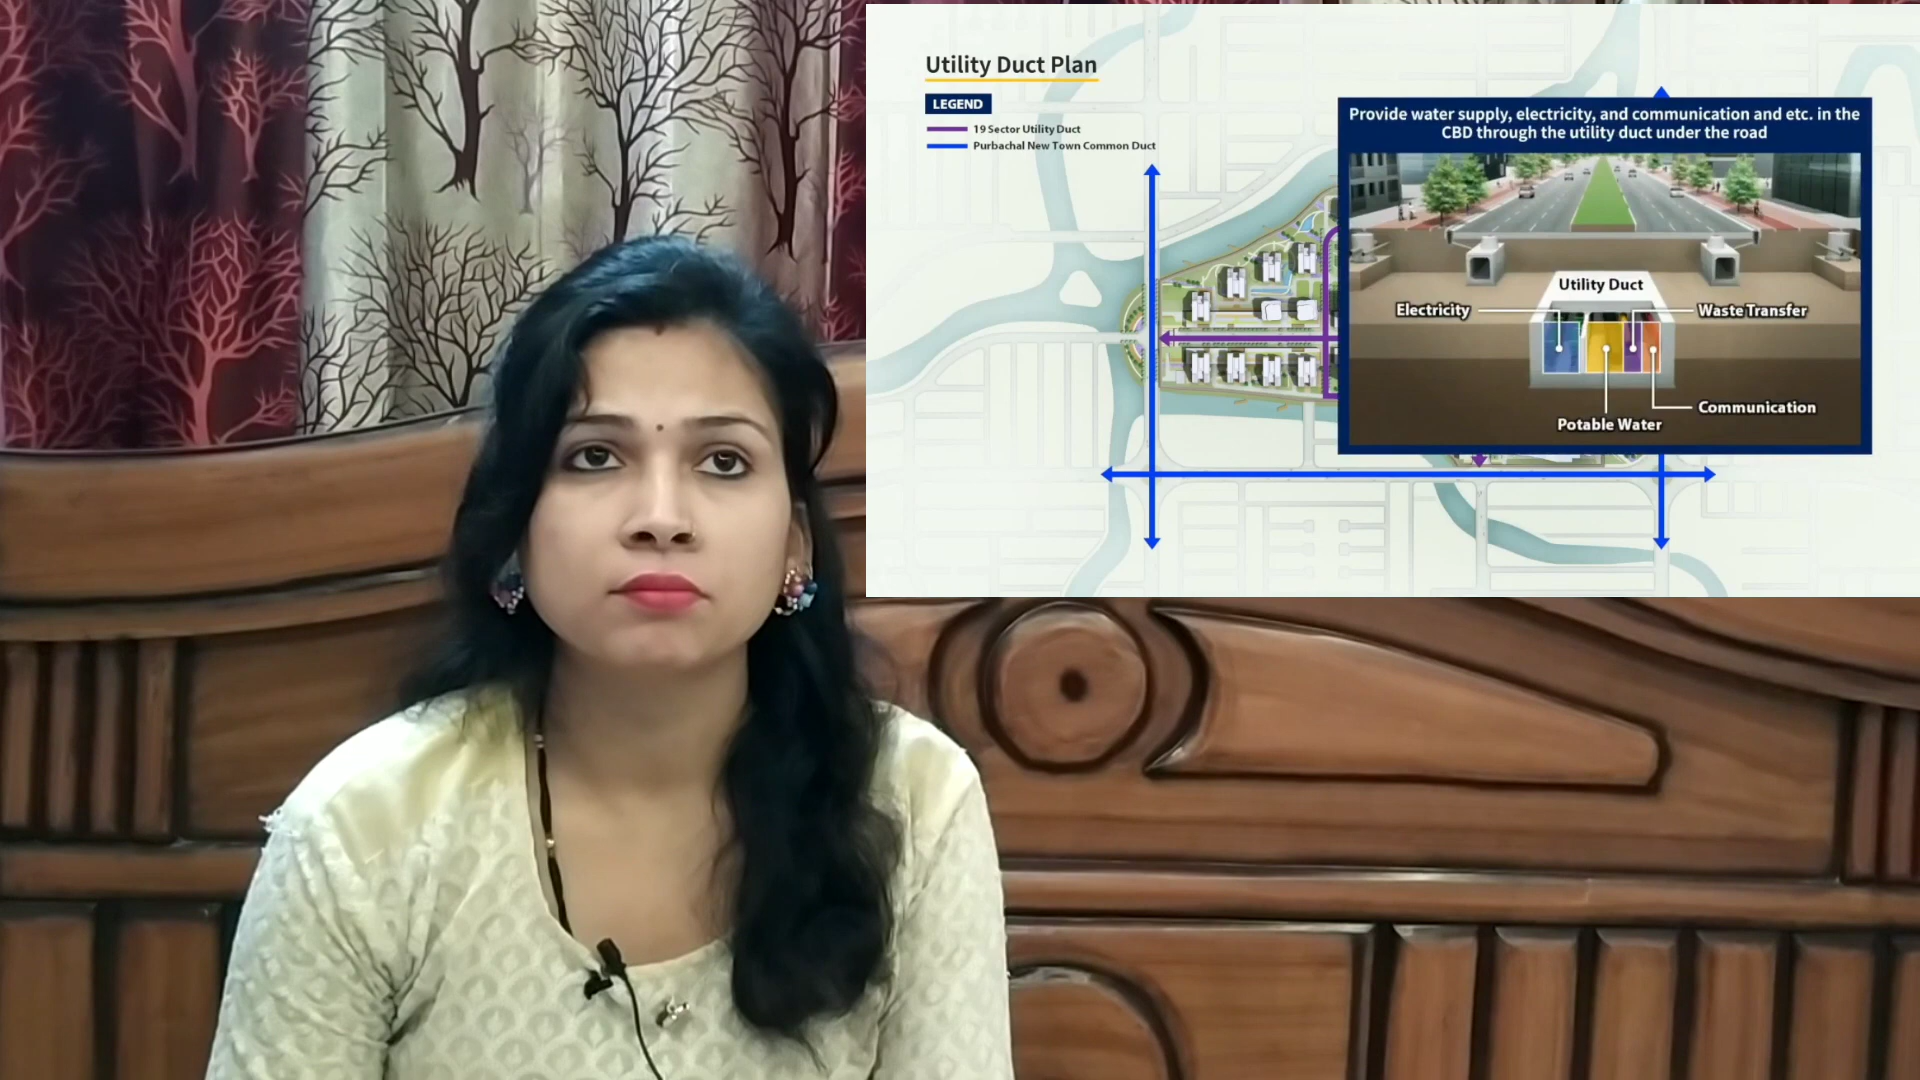 Utility Duct Plan
LEGEND
19 Sector Utility Duct
Purbachal New Town Common Duct
Provide water supply, electricity, and communication and etc. in the
CBD through the utility duct under the road
Utility Duct
Electricity
Waste Transfer
Communication
Potable Water